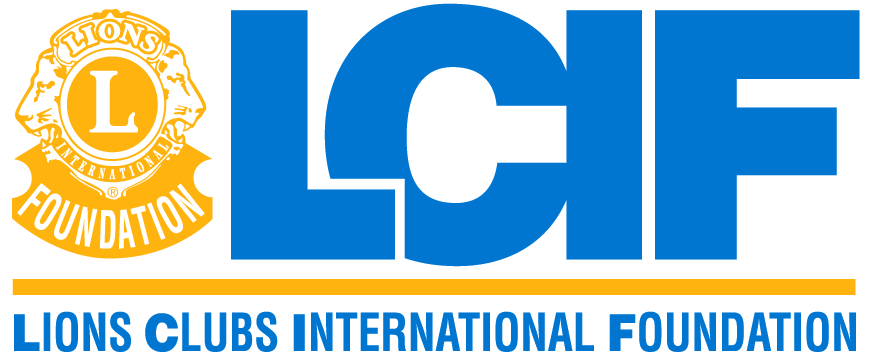 LIONS
L
INTERNATIONAL
®
FOUNDATION
LCIF
LIONS CLUBS INTERNATIONAL FOUNDATION